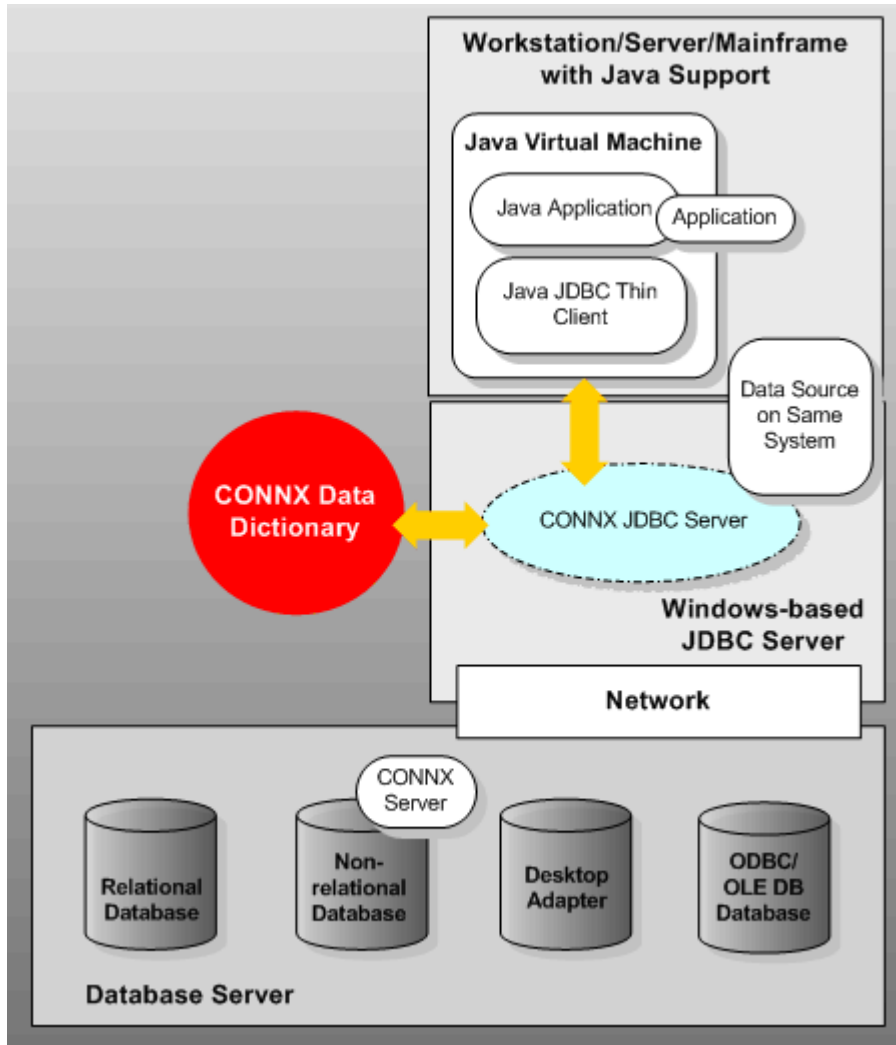 Workstation/Server/Mainframe
with Java Support
Java Virtual Machine
Java Application
Application
Java JDBC Thin
Client
Data Source
on Same
System
CONNX Data
Dictionary
CONNX JDBC Server
Windows-based
JDBC Server
Network
CONNX
Server
Relational
Database
Non-
relational
Database
Desktop
Adapter
ODBC/
OLE DB
Database
Database Server